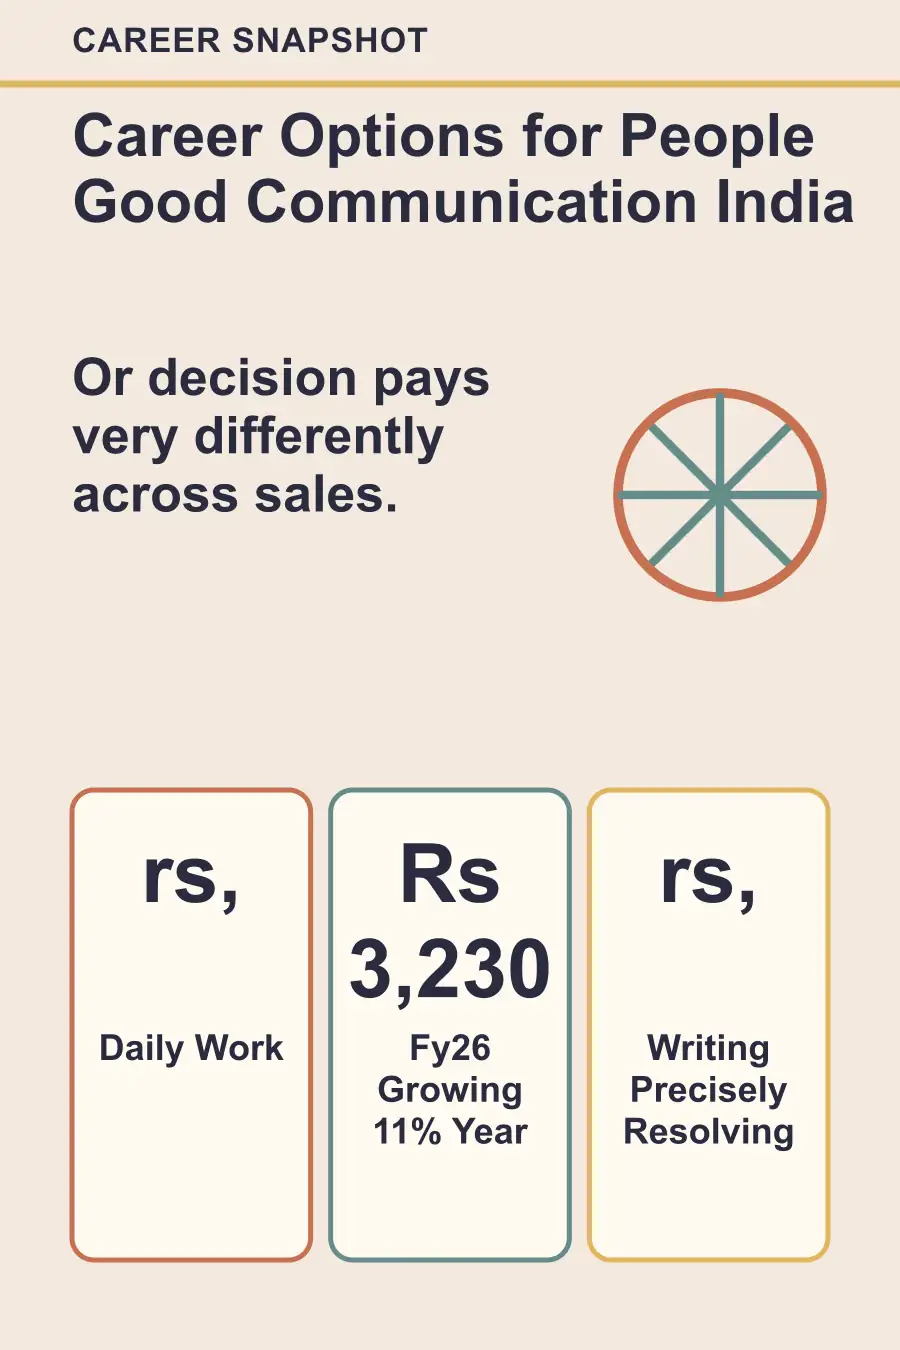 CAREER SNAPSHOT
Career Options for People
Good Communication India
Or decision pays
very differently
across sales.
rs,
Daily Work
Rs
3,230
Fy26
Growing
11% Year
rs,
Writing
Precisely
Resolving